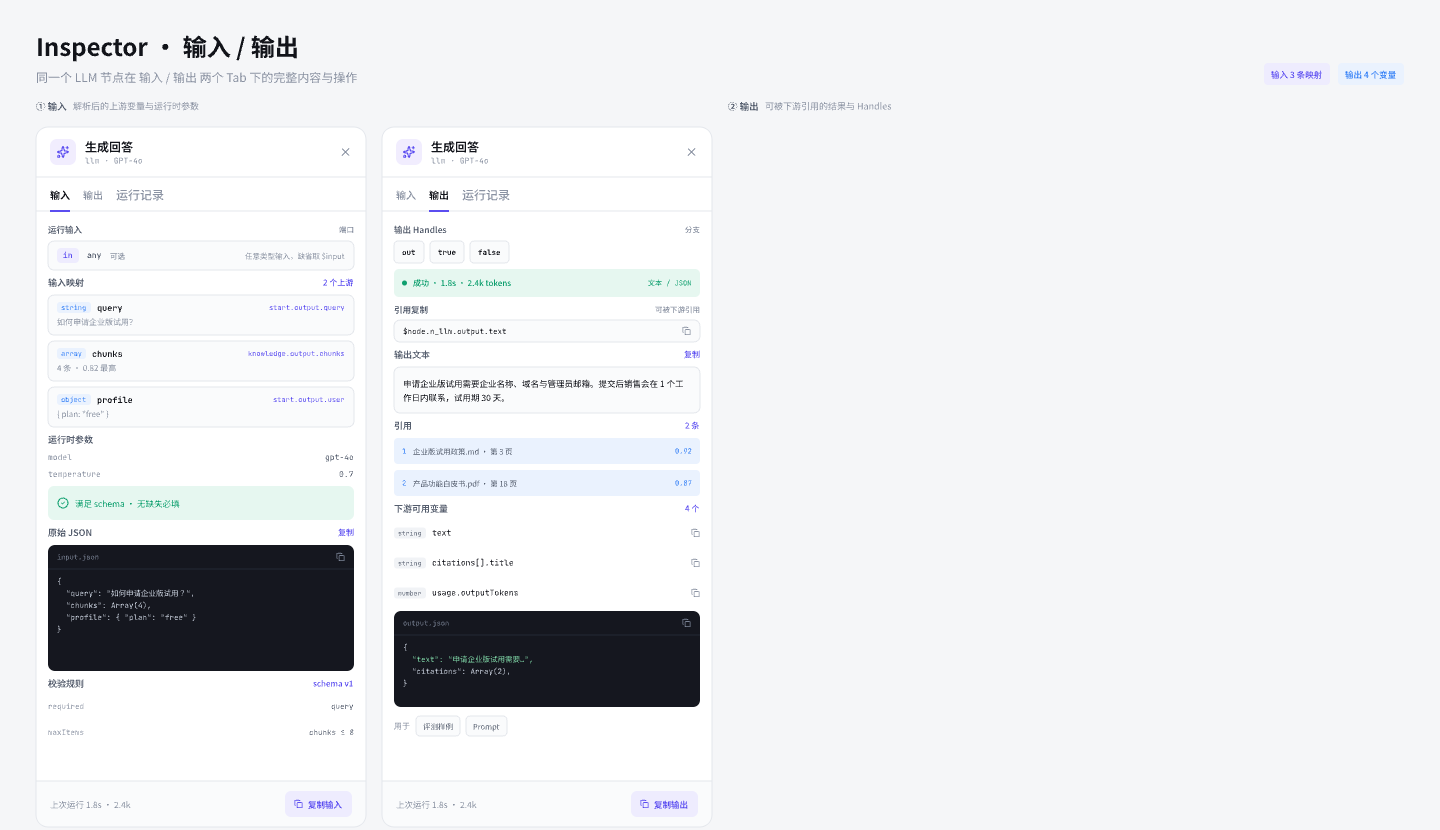 Inspector · 输入 / 输出
同一个 LLM 节点在 输入 / 输出 两个 Tab 下的完整内容与操作
输入 3 条映射
输出 4 个变量
① 输入 解析后的上游变量与运行时参数
② 输出 可被下游引用的结果与 Handles
生成回答
llm · GPT-4o
输入 输出 运行记录
运行输入 端口
in any 可选 任意类型输入，缺省取 $input
输入映射 2 个上游
string query start.output.query
如何申请企业版试用?
array chunks knowledge.output.chunks
4 条 · 0.82 最高
object profile start.output.user
{ plan: "free" }
运行时参数
model gpt-4o
temperature 0.7
满足 schema · 无缺失必填
原始 JSON 复制
input.json
{
"query": "如何申请企业版试用？",
"chunks": Array(4),
"profile": { "plan": "free" }
}
校验规则 schema v1
required query
maxItems chunks ≤ 8
上次运行 1.8s · 2.4k 复制输入
生成回答
llm · GPT-4o
输入 输出 运行记录
输出 Handles 分支
out true false
成功 · 1.8s · 2.4k tokens 文本 / JSON
引用复制 可被下游引用
$node.n_llm.output.text
输出文本 复制
申请企业版试用需要企业名称、域名与管理员邮箱。提交后销售会在 1 个工
作日内联系，试用期 30 天。
引用 2 条
1 企业版试用政策.md · 第 3 页 0.92
2 产品功能白皮书.pdf · 第 18 页 0.87
下游可用变量 4 个
string text
string citations[].title
number usage.outputTokens
output.json
{
"text": "申请企业版试用需要…",
"citations": Array(2),
}
用于 评测样例 Prompt
上次运行 1.8s · 2.4k 复制输出